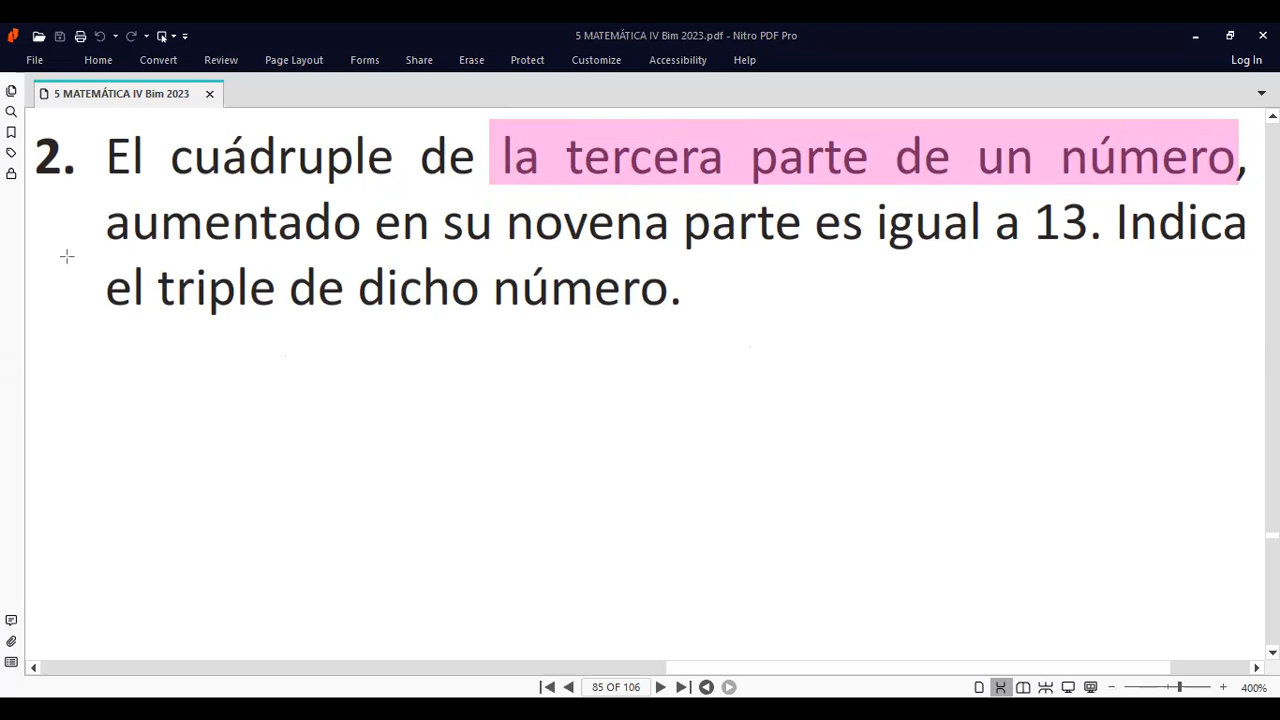 5 MATEMÁTICA IV Bim 2023.pdf - Nitro PDF Pro
File Home Convert Review Page Layout Forms Share Erase Protect Customize Accessibility Help Log In
5 MATEMÁTICA IV Bim 2023
2. El cuádruple de la tercera parte de un número,
aumentado en su novena parte es igual a 13. Indica
el triple de dicho número.
85 OF 106
400%